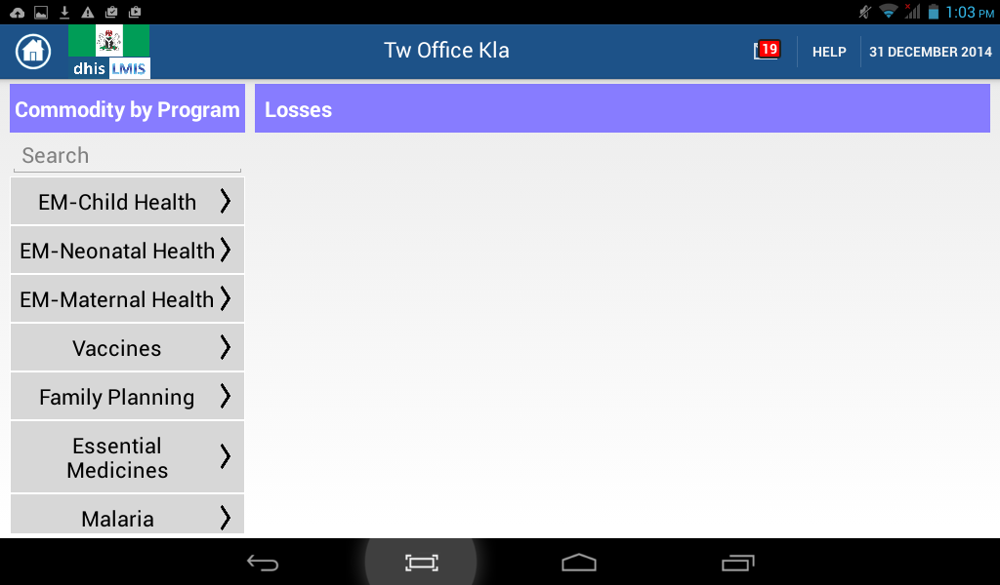 1:03 PM
dhis LMIS
Tw Office Kla
19
HELP
31 DECEMBER 2014
Commodity by Program
Losses
Search
EM-Child Health
EM-Neonatal Health
EM-Maternal Health
Vaccines
Family Planning
Essential
Medicines
Malaria